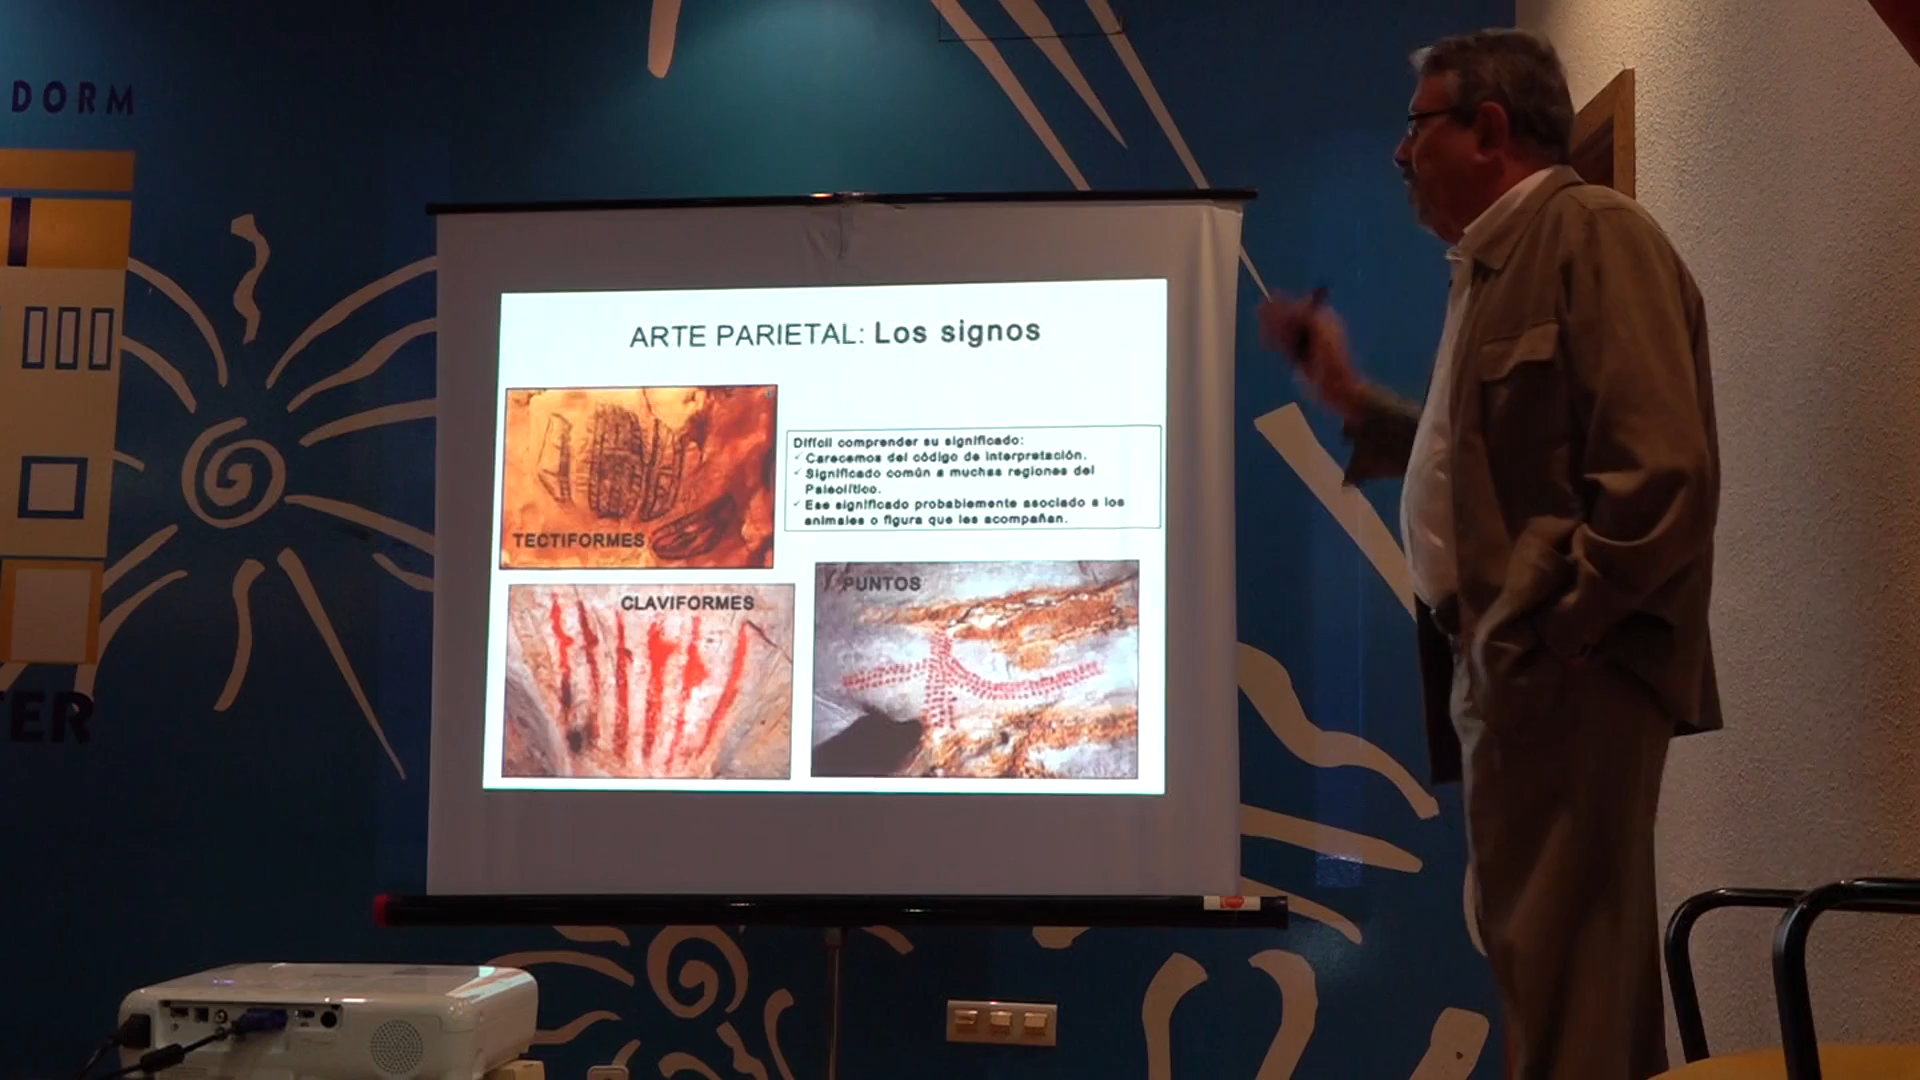 DORM
TER
ARTE PARIETAL: Los signos
TECTIFORMES
Difícil comprender su significado:
✓ Carecemos del código de interpretación.
✓ Significado común a muchas regiones del
Paleolítico.
✓ Ese significado probablemente asociado a los
animales o figura que les acompañan.
CLAVIFORMES
PUNTOS